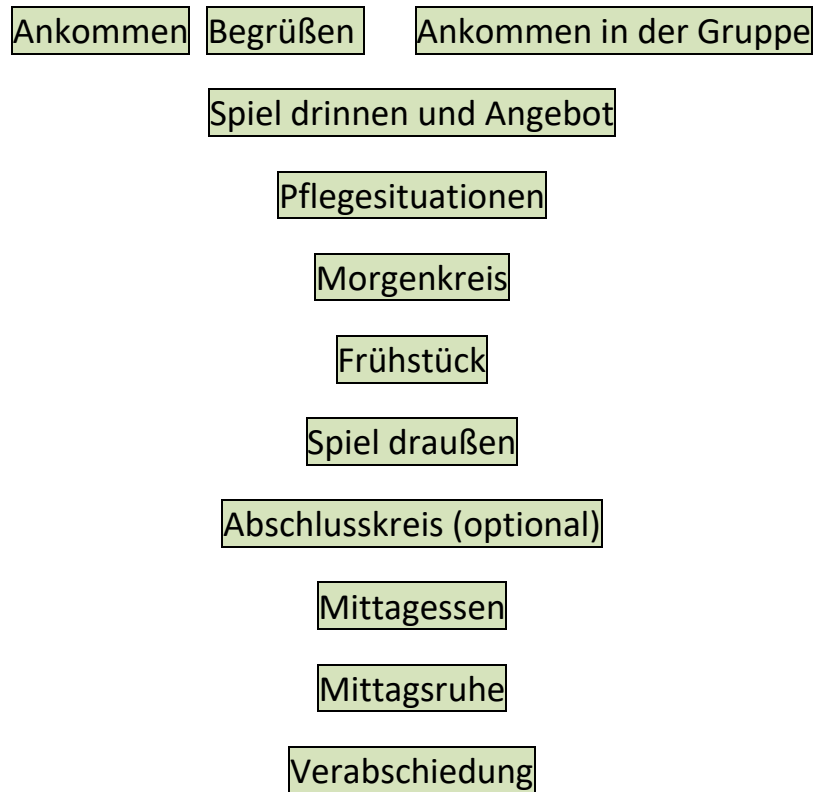 Ankommen Begrüßen Ankommen in der Gruppe
Spiel drinnen und Angebot
Pflegesituationen
Morgenkreis
Frühstück
Spiel draußen
Abschlusskreis (optional)
Mittagessen
Mittagsruhe
Verabschiedung